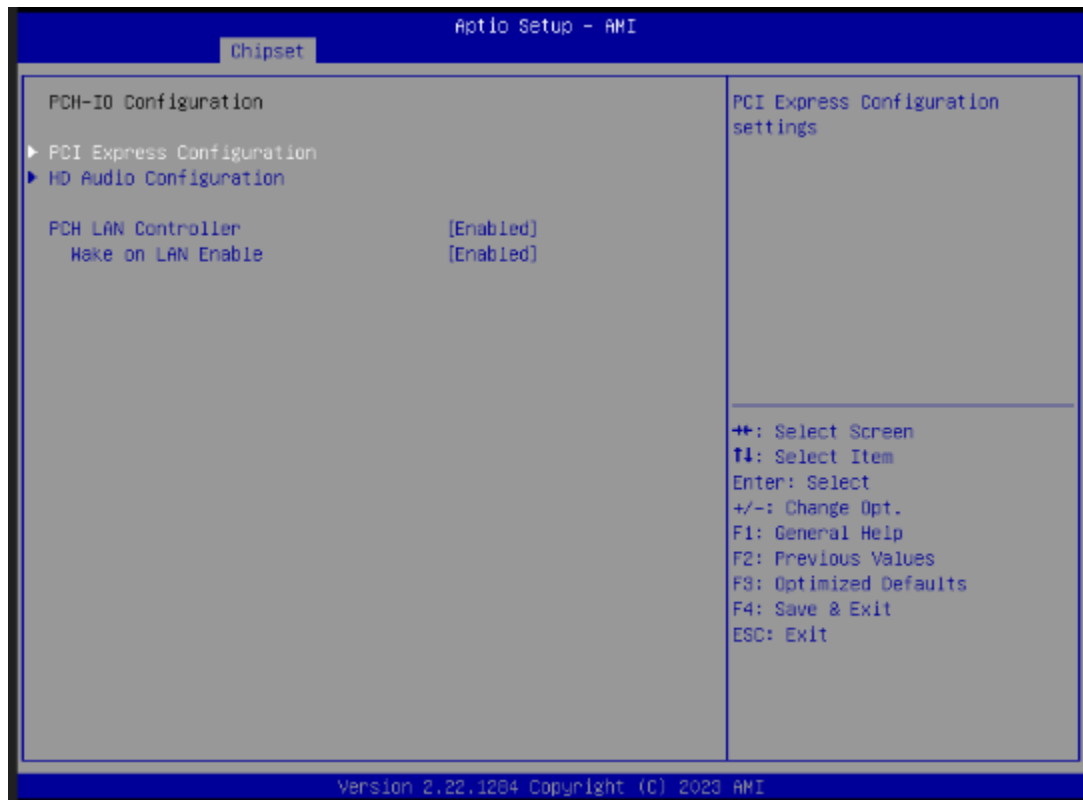 Aptio Setup - AMI
Chipset
PCH-IO Configuration
PCI Express Configuration
HD Audio Configuration
PCH LAN Controller [Enabled]
Wake on LAN Enable [Enabled]
PCI Express Configuration
settings
→←: Select Screen
↑↓: Select Item
Enter: Select
+/-: Change Opt.
F1: General Help
F2: Previous Values
F3: Optimized Defaults
F4: Save & Exit
ESC: Exit
Version 2.22.1284 Copyright (C) 2023 AMI